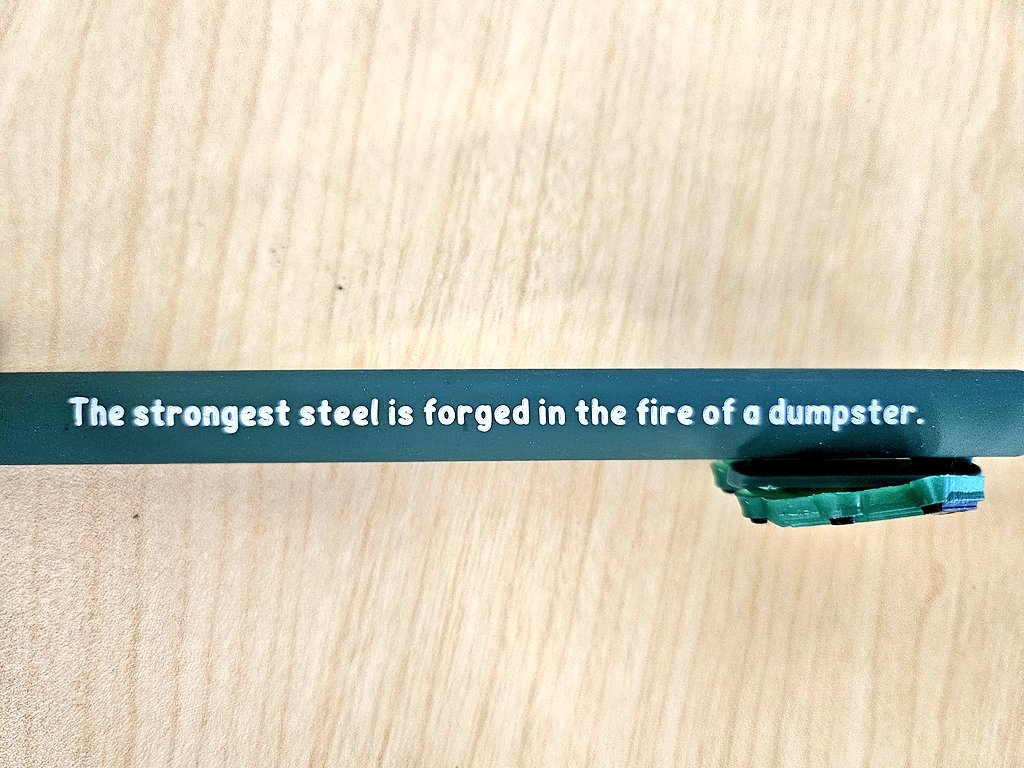 The strongest steel is forged in the fire of a dumpster.